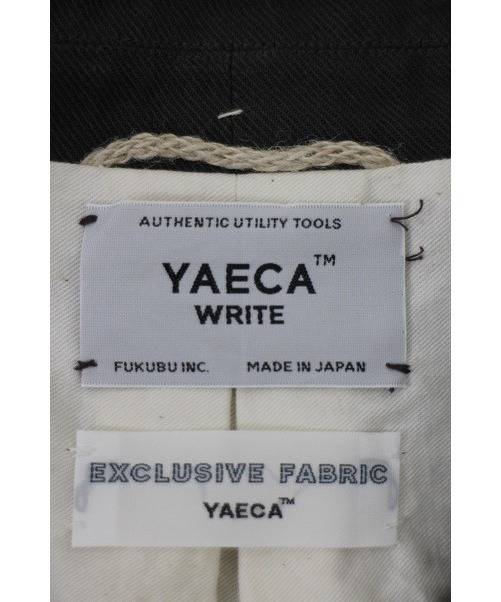 AUTHENTIC UTILITY TOOLS
YAECA™
WRITE
FUKUBU INC. MADE IN JAPAN
EXCLUSIVE FABRIC
YAECA™